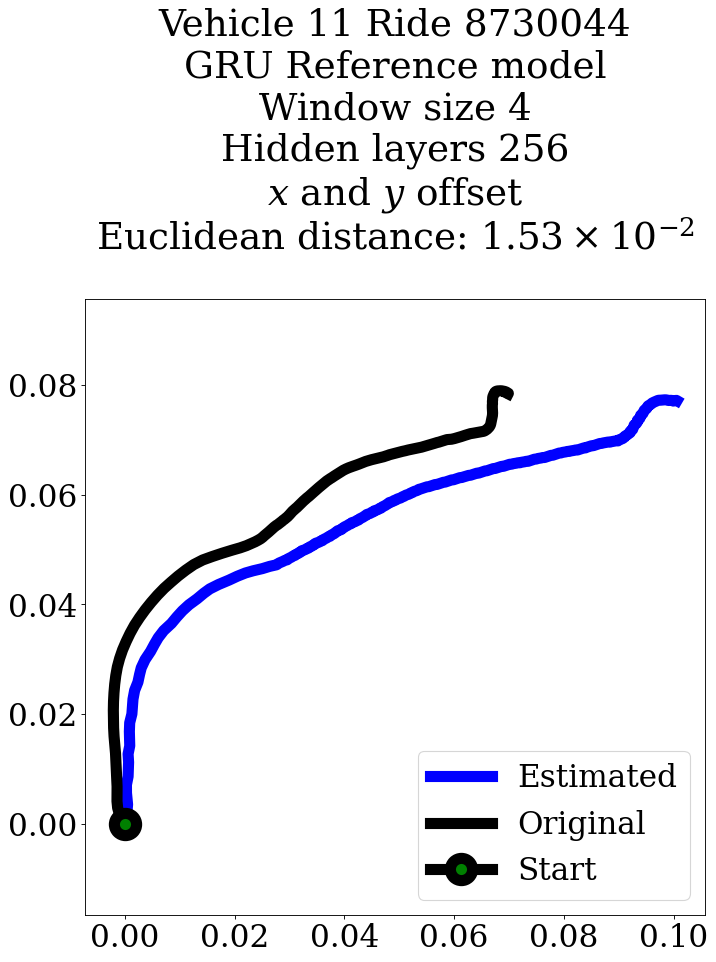 Vehicle 11 Ride 8730044
GRU Reference model
Window size 4
Hidden layers 256
x and y offset
Euclidean distance: 1.53 × 10⁻²
0.08
0.06
0.04
0.02
0.00
Estimated
Original
Start
0.00 0.02 0.04 0.06 0.08 0.10